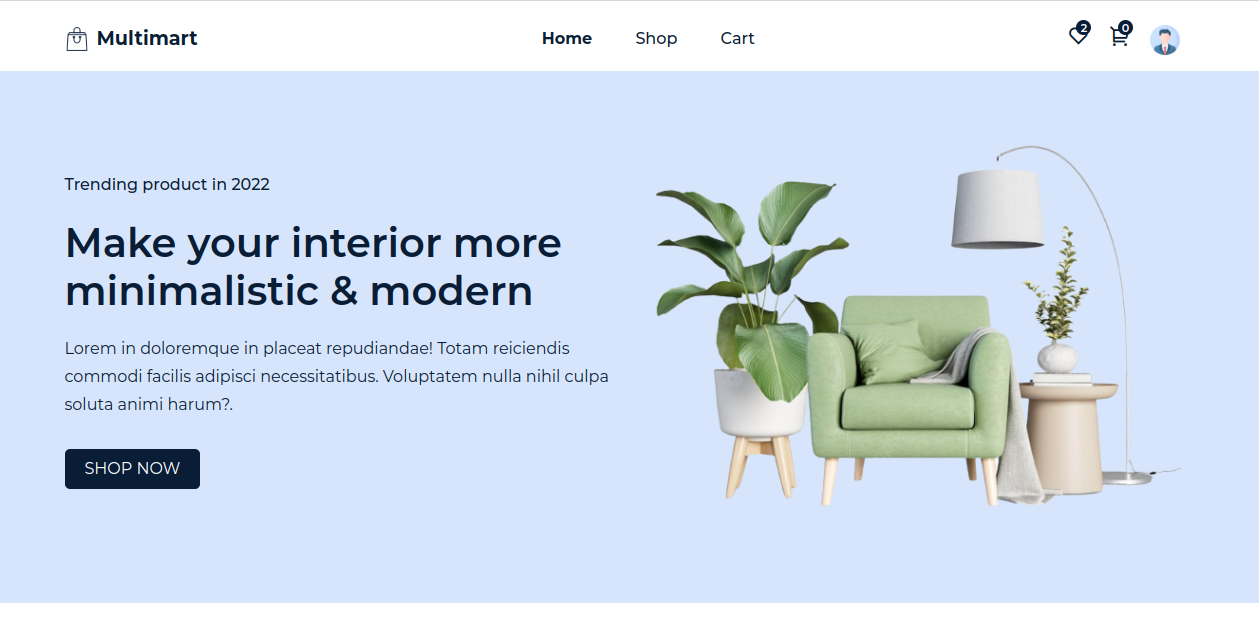 Multimart
Home
Shop
Cart
2
0
Trending product in 2022
Make your interior more
minimalistic & modern
Lorem in doloremque in placeat repudiandae! Totam reiciendis
commodi facilis adipisci necessitatibus. Voluptatem nulla nihil culpa
soluta animi harum?.
SHOP NOW